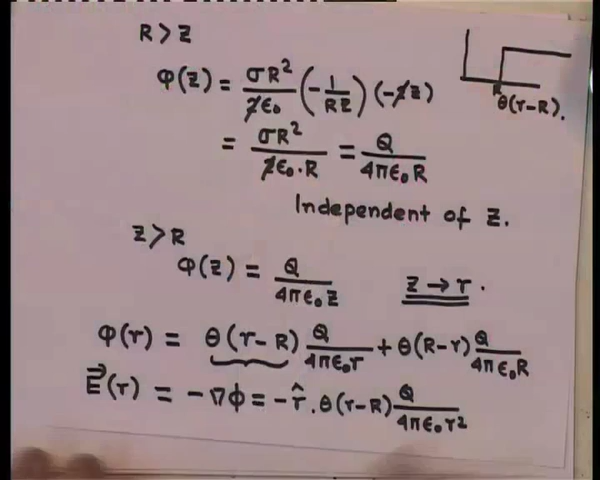 R > Z
φ(z) = σR² / 2ε₀ (−1/RZ) (−2z)
R
θ(r−R).
= σR² / 2ε₀·R = Q / 4πε₀R
Independent of Z.
Z > R
φ(z) = Q / 4πε₀z   Z → r.
φ(r) = θ(r−R) Q / 4πε₀r + θ(R−r) Q / 4πε₀R
E⃗(r) = −∇φ = −r̂.θ(r−R) Q / 4πε₀r²